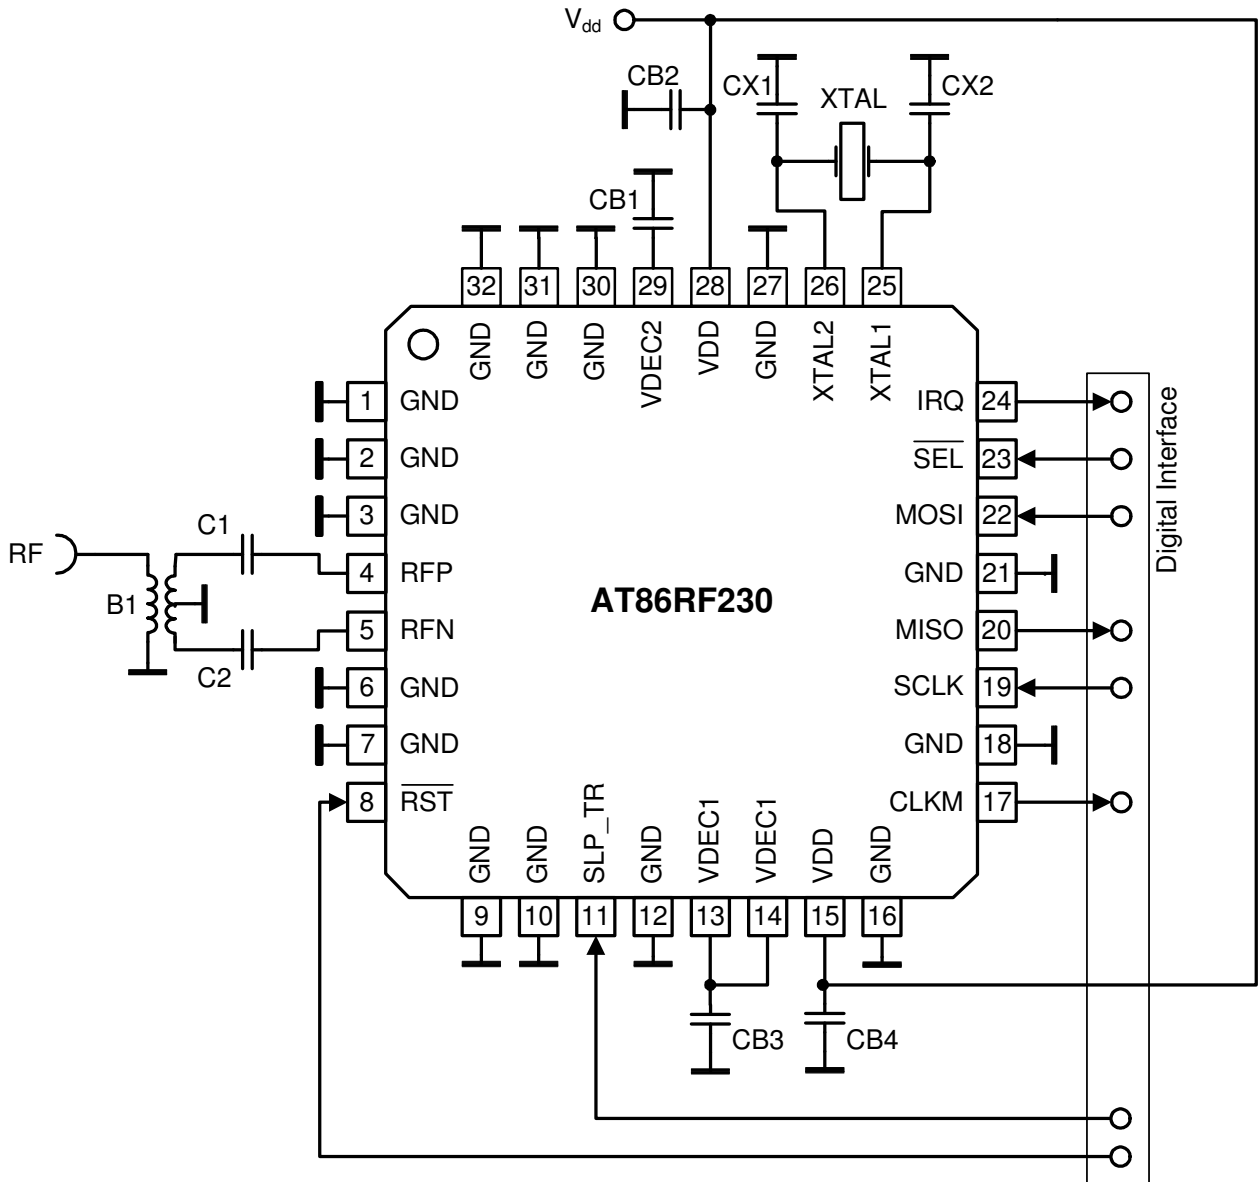 Vdd
CB2
CX1
XTAL
CX2
CB1
32 31 30 29 28 27 26 25
GND GND GND VDEC2 VDD GND XTAL2 XTAL1
1 GND
2 GND
3 GND
4 RFP
5 RFN
6 GND
7 GND
8 RST
RF
C1
B1
C2
AT86RF230
IRQ 24
SEL 23
MOSI 22
GND 21
MISO 20
SCLK 19
GND 18
CLKM 17
Digital Interface
GND GND SLP_TR GND VDEC1 VDEC1 VDD GND
9 10 11 12 13 14 15 16
CB3
CB4